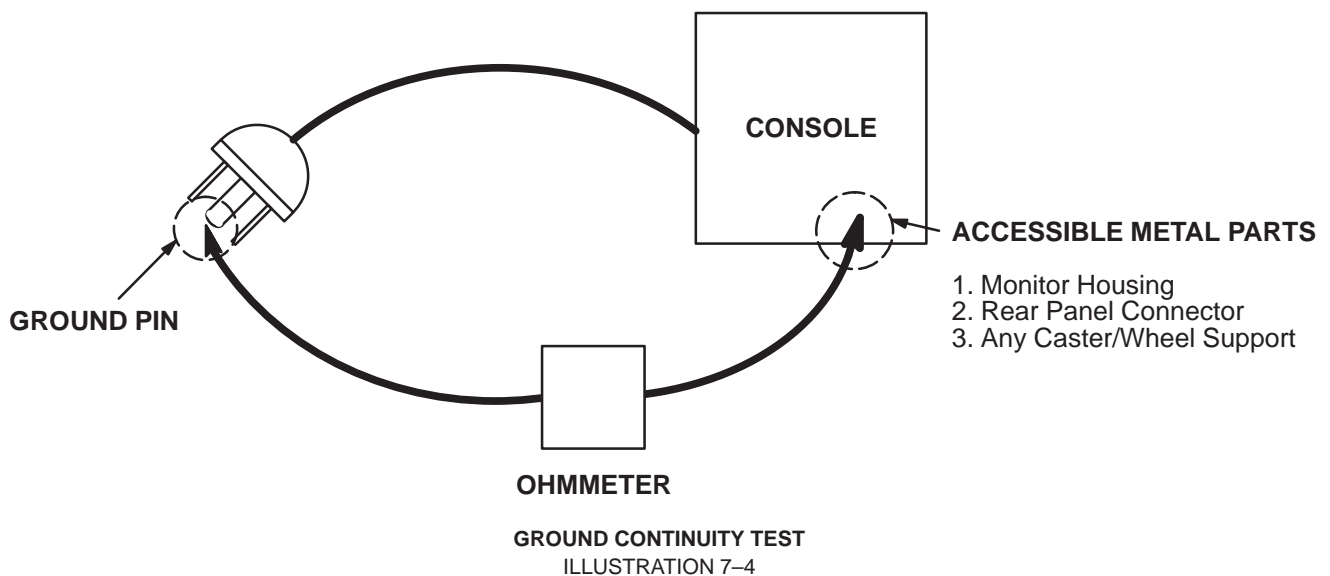 CONSOLE
ACCESSIBLE METAL PARTS
1. Monitor Housing
2. Rear Panel Connector
3. Any Caster/Wheel Support
GROUND PIN
OHMMETER
GROUND CONTINUITY TEST
ILLUSTRATION 7–4